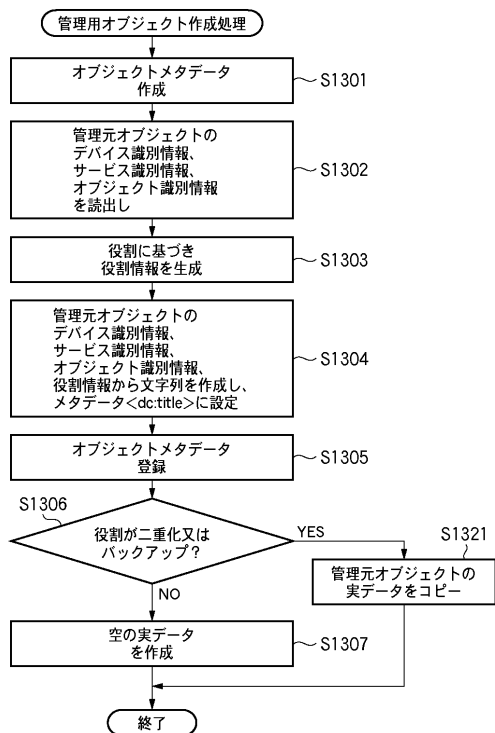 管理用オブジェクト作成処理
オブジェクトメタデータ
作成
S1301
管理元オブジェクトの
デバイス識別情報、
サービス識別情報、
オブジェクト識別情報
を読出し
S1302
役割に基づき
役割情報を生成
S1303
管理元オブジェクトの
デバイス識別情報、
サービス識別情報、
オブジェクト識別情報、
役割情報から文字列を作成し、
メタデータ<dc:title>に設定
S1304
オブジェクトメタデータ
登録
S1305
S1306
役割が二重化又は
バックアップ？
YES
NO
S1321
管理元オブジェクトの
実データをコピー
空の実データ
を作成
S1307
終了